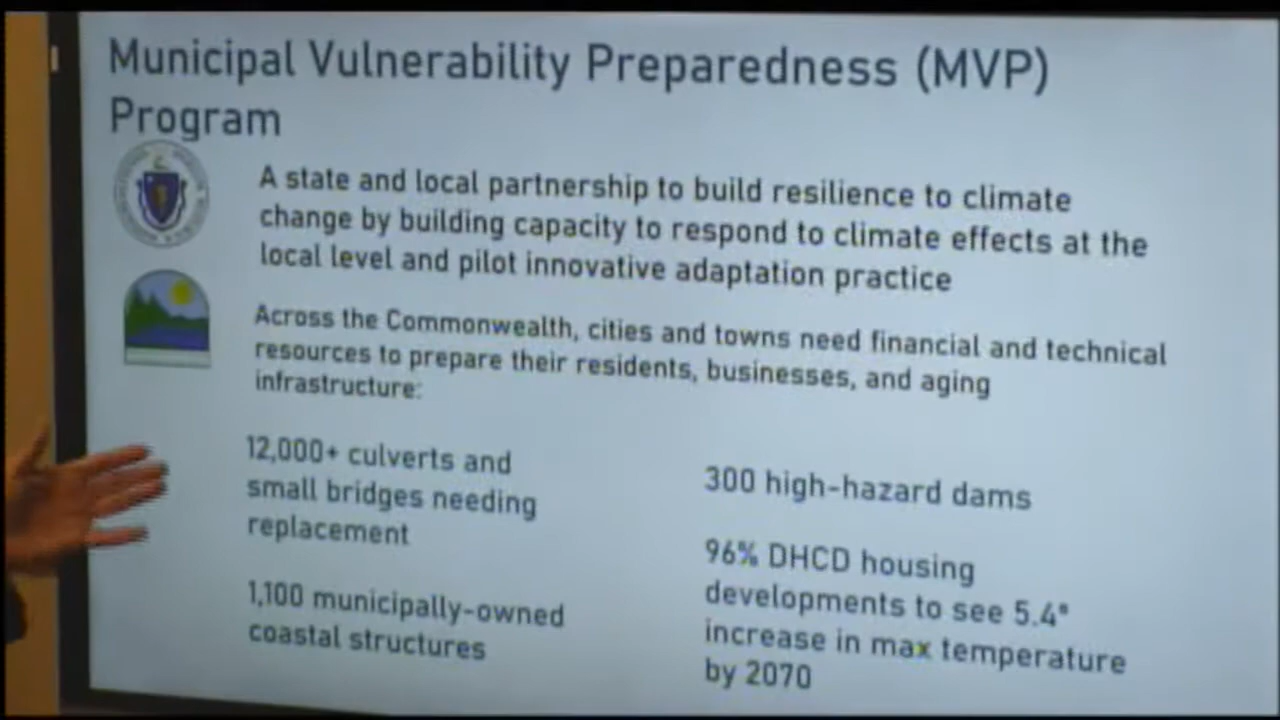 Municipal Vulnerability Preparedness (MVP)
Program
A state and local partnership to build resilience to climate
change by building capacity to respond to climate effects at the
local level and pilot innovative adaptation practice
Across the Commonwealth, cities and towns need financial and technical
resources to prepare their residents, businesses, and aging
infrastructure:
12,000+ culverts and
small bridges needing
replacement
1,100 municipally-owned
coastal structures
300 high-hazard dams
96% DHCD housing
developments to see 5.4°
increase in max temperature
by 2070